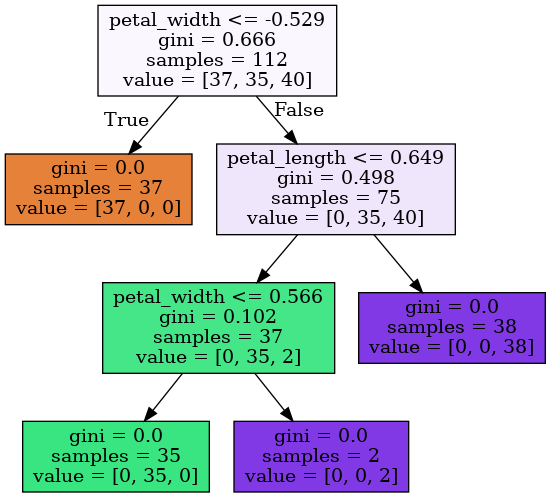 petal_width <= -0.529
gini = 0.666
samples = 112
value = [37, 35, 40]
True
False
gini = 0.0
samples = 37
value = [37, 0, 0]
petal_length <= 0.649
gini = 0.498
samples = 75
value = [0, 35, 40]
petal_width <= 0.566
gini = 0.102
samples = 37
value = [0, 35, 2]
gini = 0.0
samples = 38
value = [0, 0, 38]
gini = 0.0
samples = 35
value = [0, 35, 0]
gini = 0.0
samples = 2
value = [0, 0, 2]